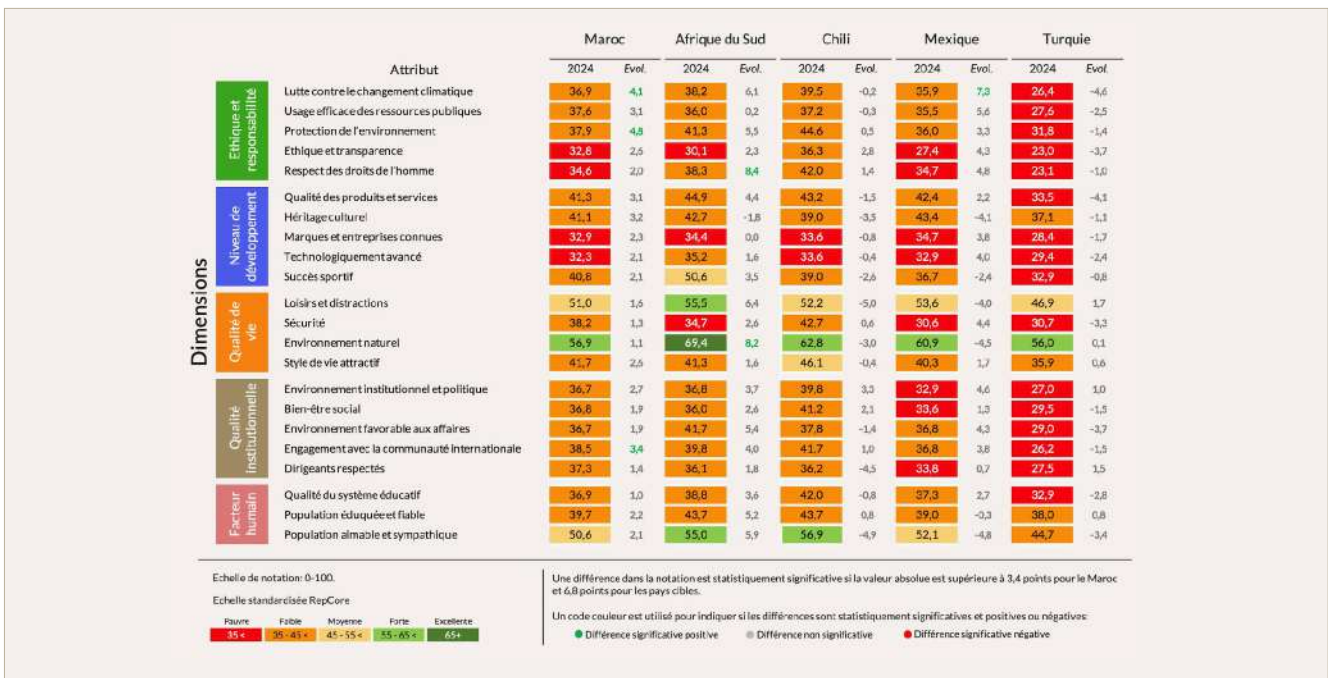 Maroc Afrique du Sud Chili Mexique Turquie
Attribut 2024 Evol. 2024 Evol. 2024 Evol. 2024 Evol. 2024 Evol.
Dimensions
Ethique et responsabilité
Lutte contre le changement climatique 36,9 4,1 38,2 6,1 39,5 -0,2 35,9 7,3 26,4 -4,6
Usage efficace des ressources publiques 37,6 3,1 36,0 0,2 37,2 -0,3 35,5 5,6 27,6 -2,5
Protection de l'environnement 37,9 4,8 41,3 5,5 44,6 0,5 36,0 3,3 31,8 -1,4
Ethique et transparence 32,8 2,6 30,1 2,3 36,3 2,8 27,4 4,3 23,0 -3,7
Respect des droits de l'homme 34,6 2,0 38,3 8,4 42,0 1,4 34,7 4,8 23,1 -1,0
Niveau de développement
Qualité des produits et services 41,3 3,1 44,9 4,4 43,2 -1,5 42,4 2,2 33,5 -4,1
Héritage culturel 41,1 3,2 42,7 -1,8 39,0 -3,5 43,4 -4,1 37,1 -1,1
Marques et entreprises connues 32,9 2,3 34,4 0,0 33,6 -0,8 34,7 3,8 28,4 -1,7
Technologiquement avancé 32,3 2,1 35,2 1,6 33,6 -0,4 32,9 4,0 29,4 -2,4
Succès sportif 40,8 2,1 50,6 3,5 39,0 -2,6 36,7 -2,4 32,9 -0,8
Qualité de vie
Loisirs et distractions 51,0 1,6 55,5 6,4 52,2 -5,0 53,6 -4,0 46,9 1,7
Sécurité 38,2 1,3 34,7 2,6 42,7 0,6 30,6 4,4 30,7 -3,3
Environnement naturel 56,9 1,1 69,4 8,2 62,8 -3,0 60,9 -4,5 56,0 0,1
Style de vie attractif 41,7 2,6 41,3 1,6 46,1 -0,4 40,3 1,7 35,9 0,6
Qualité institutionnelle
Environnement institutionnel et politique 36,7 2,7 36,8 3,7 39,8 3,3 32,9 4,6 27,0 1,0
Bien-être social 36,8 1,9 36,0 2,6 41,2 2,1 33,6 1,3 29,5 -1,5
Environnement favorable aux affaires 36,7 1,9 41,7 5,4 37,8 -1,4 36,8 4,3 29,0 -3,7
Engagement avec la communauté internationale 38,5 3,4 39,8 4,0 41,7 1,0 36,8 3,8 26,2 -1,5
Dirigeants respectés 37,3 1,4 36,1 1,8 36,2 -4,5 33,8 0,7 27,5 1,5
Facteur humain
Qualité du système éducatif 36,9 1,0 38,8 3,6 42,0 -0,8 37,3 2,7 32,9 -2,8
Population éduquée et fiable 39,7 2,2 43,7 5,2 43,7 0,8 39,0 -0,3 38,0 0,8
Population aimable et sympathique 50,6 2,1 55,0 5,9 56,9 -4,9 52,1 -4,8 44,7 -3,4
Echelle de notation: 0-100.
Echelle standardisée RepCore
Pauvre Faible Moyenne Forte Excellente
35 < 35 - 45 < 45 - 55 < 55 - 65 < 65+
Une différence dans la notation est statistiquement significative si la valeur absolue est supérieure à 3,4 points pour le Maroc
et 6,8 points pour les pays cibles.
Un code couleur est utilisé pour indiquer si les différences sont statistiquement significatives et positives ou négatives:
Différence significative positive Différence non significative Différence significative négative